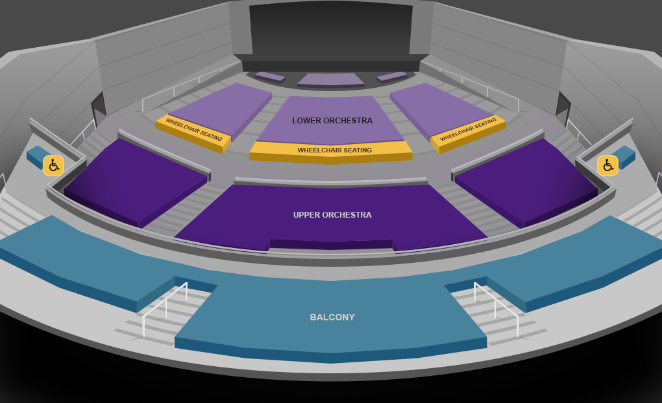 LOWER ORCHESTRA
WHEELCHAIR SEATING
WHEELCHAIR SEATING
WHEELCHAIR SEATING
UPPER ORCHESTRA
BALCONY